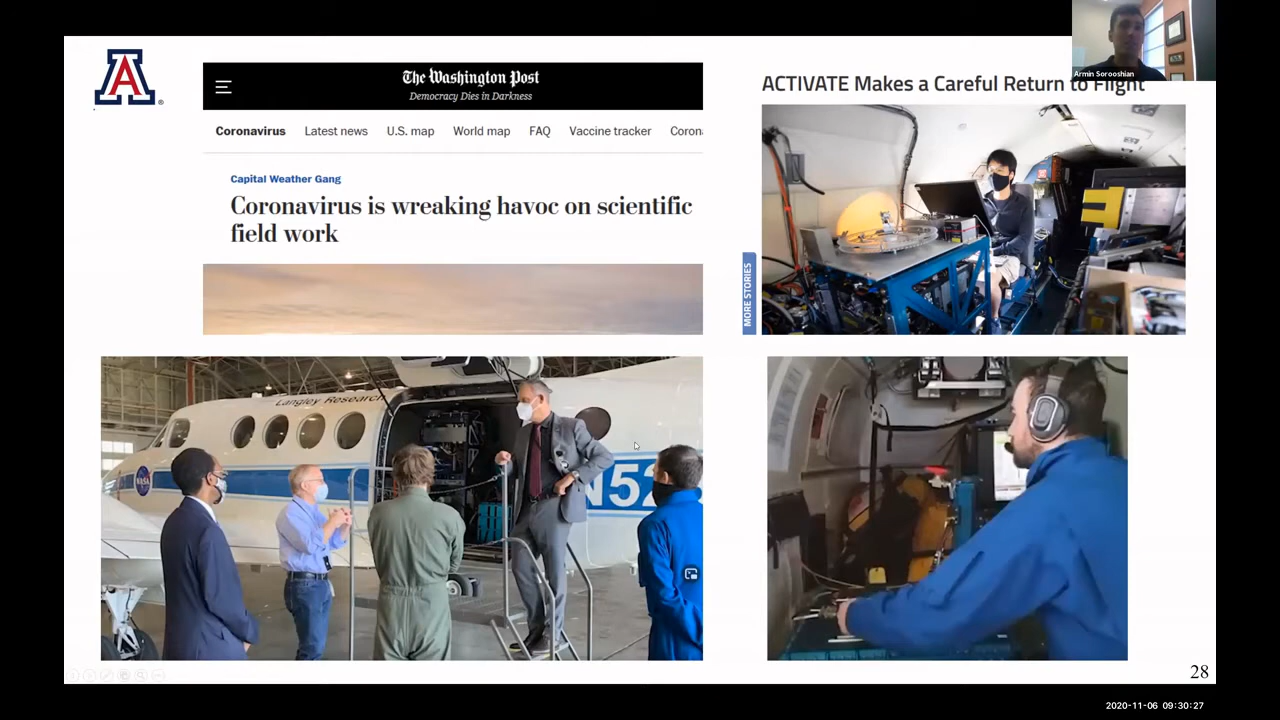 Armin Sorooshian
A
The Washington Post
Democracy Dies in Darkness
Coronavirus Latest news U.S. map World map FAQ Vaccine tracker Coron
Capital Weather Gang
Coronavirus is wreaking havoc on scientific
field work
ACTIVATE Makes a Careful Return to Flight
MORE STORIES
Langley Research
NASA
N52
28
2020-11-06 09:30:27